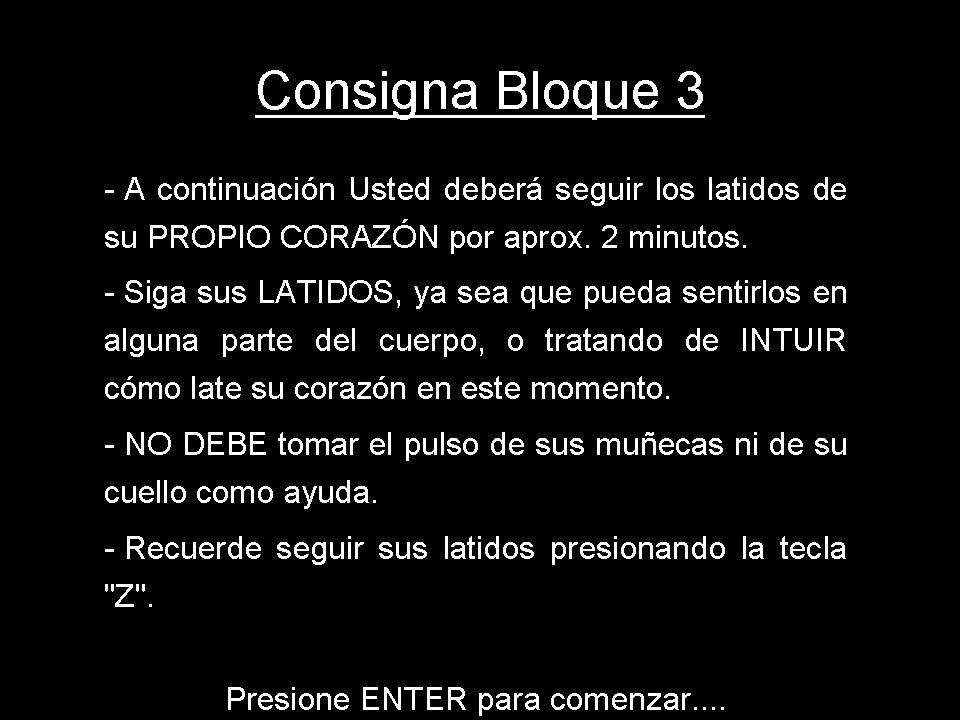 Consigna Bloque 3
- A continuación Usted deberá seguir los latidos de
su PROPIO CORAZÓN por aprox. 2 minutos.
- Siga sus LATIDOS, ya sea que pueda sentirlos en
alguna parte del cuerpo, o tratando de INTUIR
cómo late su corazón en este momento.
- NO DEBE tomar el pulso de sus muñecas ni de su
cuello como ayuda.
- Recuerde seguir sus latidos presionando la tecla
"Z".
Presione ENTER para comenzar....